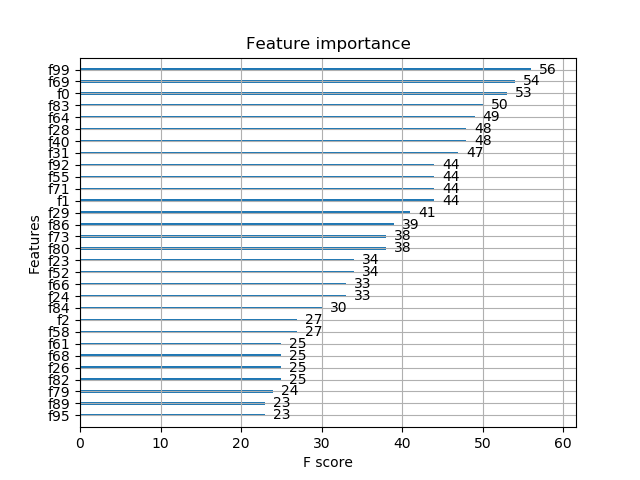 Feature importance
f99 56
f69 54
f0 53
f83 50
f64 49
f28 48
f40 48
f31 47
f92 44
f55 44
f71 44
f1 44
f29 41
f86 39
f73 38
f80 38
f23 34
f52 34
f66 33
f24 33
f84 30
f2 27
f58 27
f61 25
f68 25
f26 25
f82 25
f79 24
f89 23
f95 23
Features
0 10 20 30 40 50 60
F score